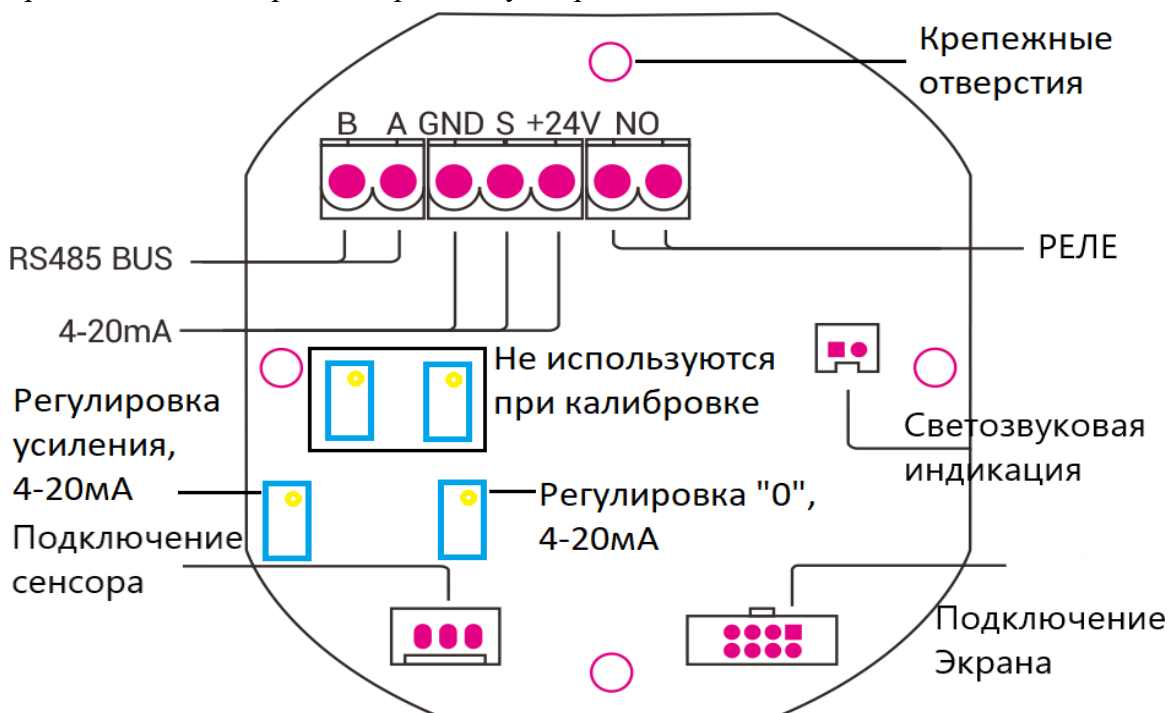 Крепежные
отверстия
B A GND S +24V NO
RS485 BUS
РЕЛЕ
4-20mA
Не используются
при калибровке
Регулировка
усиления,
4-20мА
Светозвуковая
индикация
Регулировка "0",
4-20мА
Подключение
сенсора
Подключение
Экрана